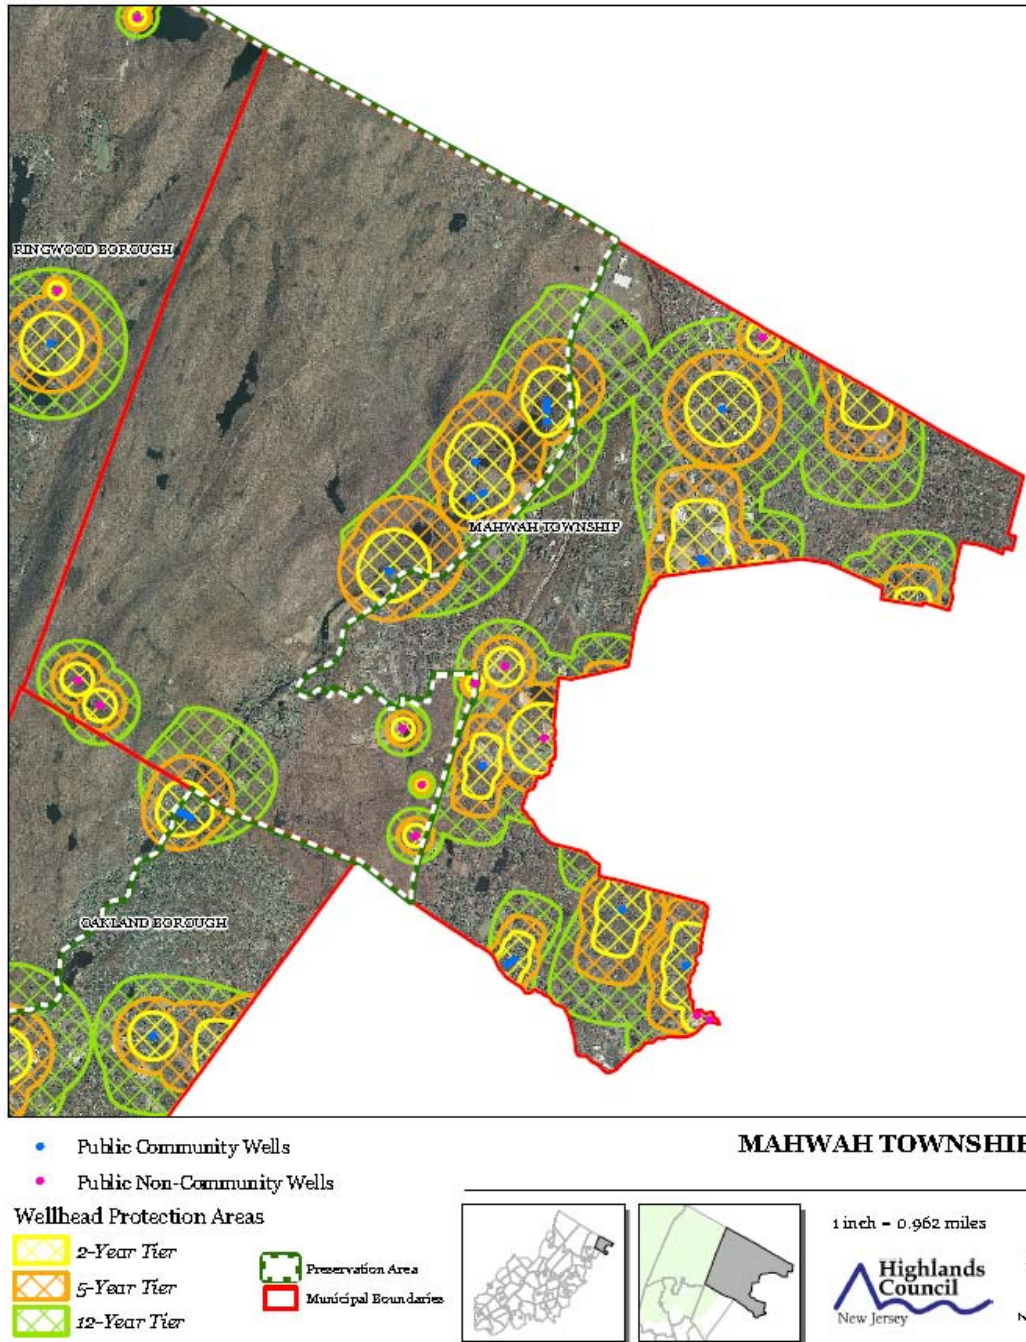 RINGWOOD BOROUGH
MAHWAH TOWNSHIP
OAKLAND BOROUGH
Public Community Wells
Public Non-Community Wells
Wellhead Protection Areas
2-Year Tier
5-Year Tier
12-Year Tier
Preservation Area
Municipal Boundaries
MAHWAH TOWNSHIP
1 inch = 0.962 miles
Highlands
Council
New Jersey